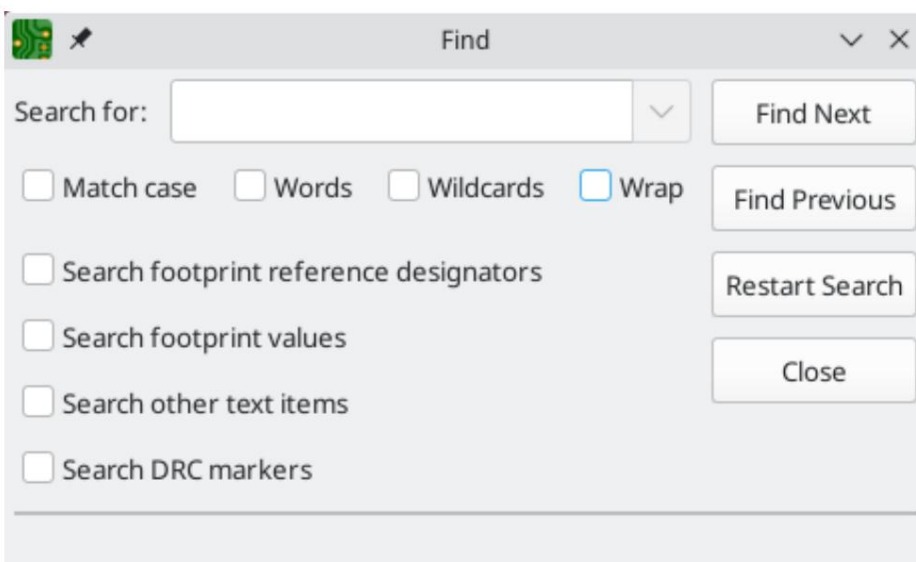 Find
Search for:
Find Next
Match case Words Wildcards Wrap
Find Previous
Search footprint reference designators
Restart Search
Search footprint values
Close
Search other text items
Search DRC markers